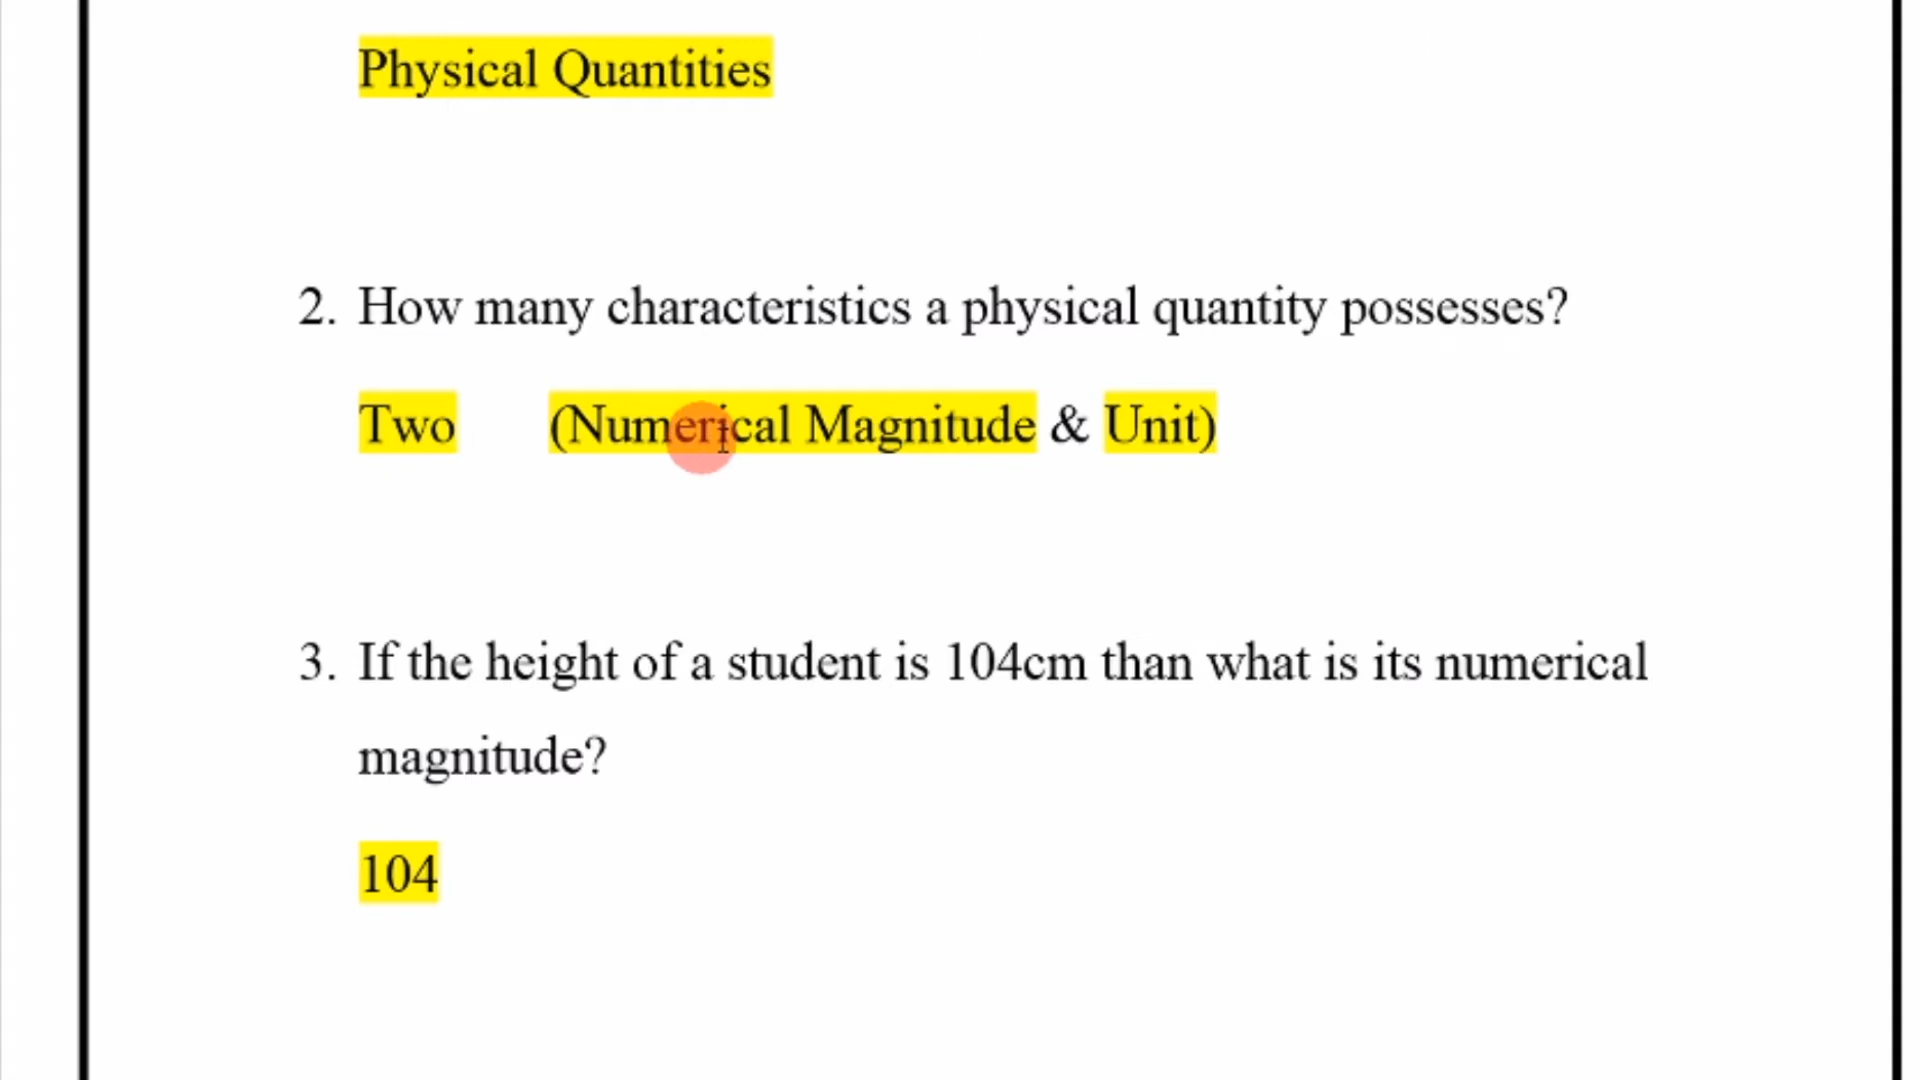 Physical Quantities
2. How many characteristics a physical quantity possesses?
Two (Numerical Magnitude & Unit)
3. If the height of a student is 104cm than what is its numerical
magnitude?
104